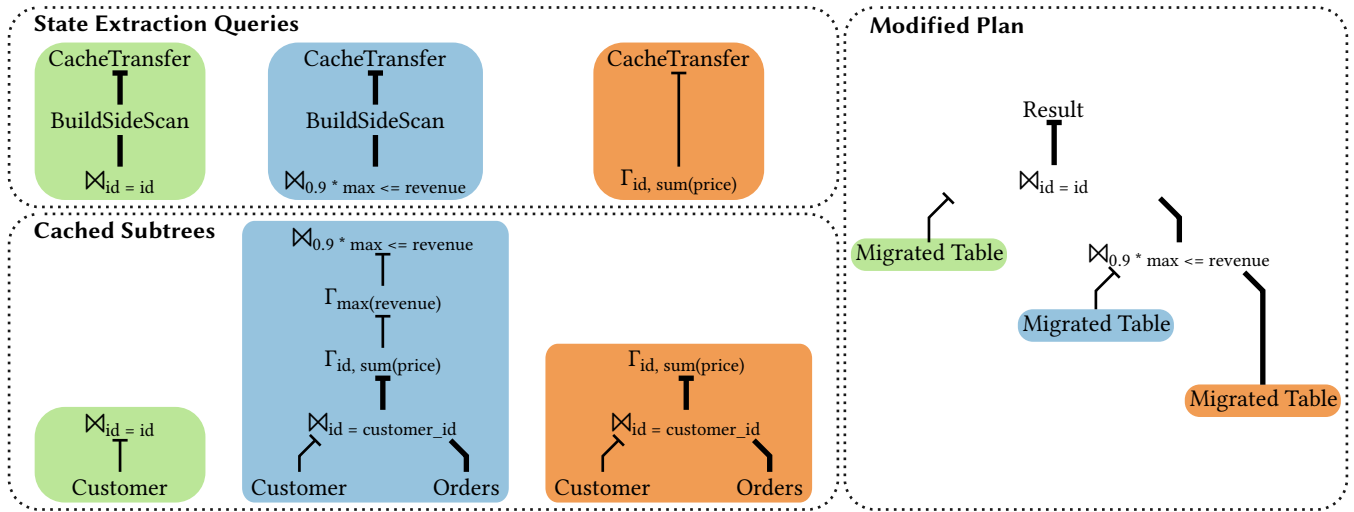 State Extraction Queries
CacheTransfer
BuildSideScan
⋈id = id
CacheTransfer
BuildSideScan
⋈0.9 * max <= revenue
CacheTransfer
Γid, sum(price)
Cached Subtrees
⋈id = id
Customer
⋈0.9 * max <= revenue
Γmax(revenue)
Γid, sum(price)
⋈id = customer_id
Customer Orders
Γid, sum(price)
⋈id = customer_id
Customer Orders
Modified Plan
Result
⋈id = id
Migrated Table
⋈0.9 * max <= revenue
Migrated Table
Migrated Table